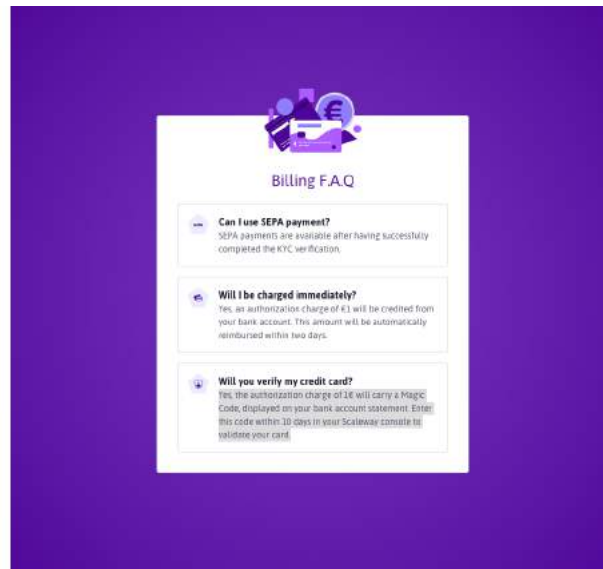 Billing F.A.Q
Can I use SEPA payment?
SEPA payments are available after having successfully
completed the KYC verification.
Will I be charged immediately?
Yes, an authorization charge of €1 will be credited from
your bank account. This amount will be automatically
reimbursed within two days.
Will you verify my credit card?
Yes, the authorization charge of 1€ will carry a Magic
Code, displayed on your bank account statement. Enter
this code within 10 days in your Scaleway console to
validate your card.